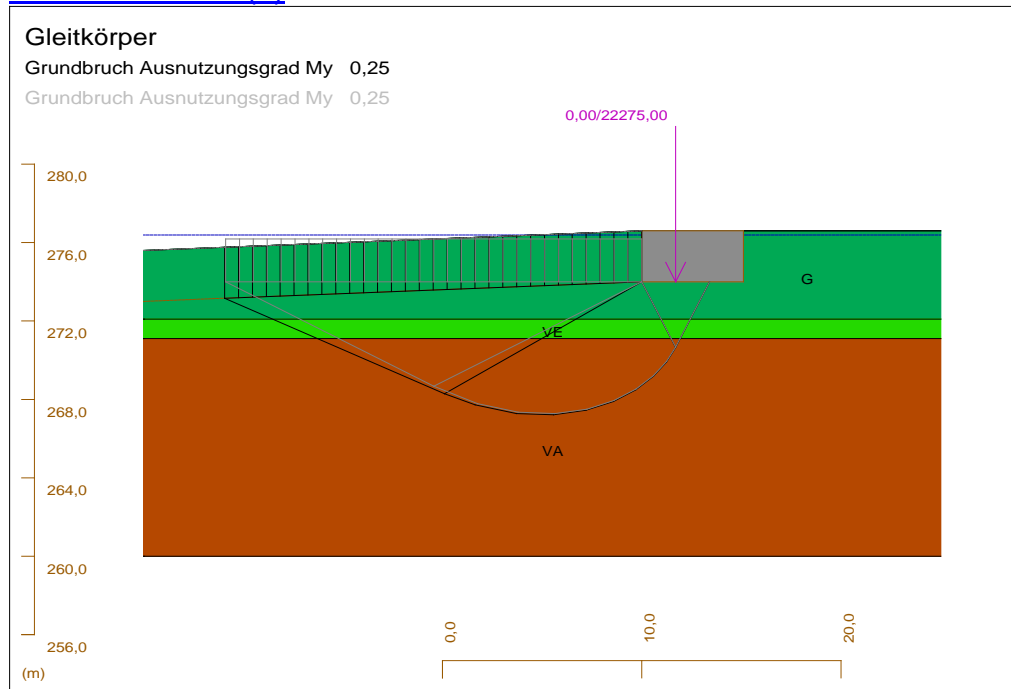 Gleitkörper
Grundbruch Ausnutzungsgrad My 0,25
Grundbruch Ausnutzungsgrad My 0,25
0,00/22275,00
280,0
276,0
G
272,0
VE
268,0
VA
264,0
260,0
0,0
10,0
20,0
256,0
(m)